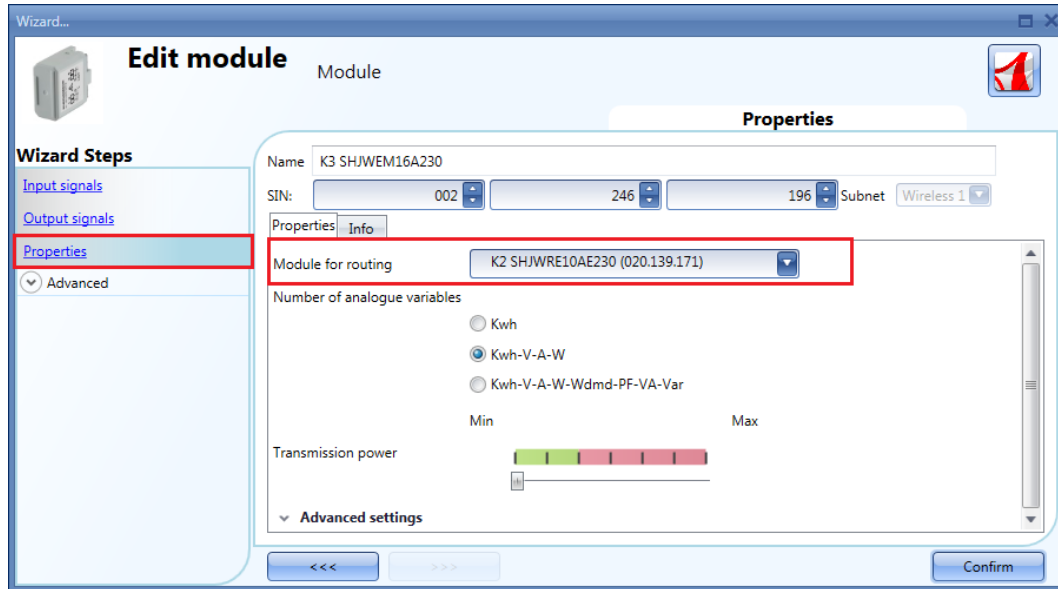 Wizard...
Edit module
Module
Properties
Wizard Steps
Input signals
Output signals
Properties
Advanced
Name K3 SHJWEM16A230
SIN: 002 246 196 Subnet Wireless 1
Properties Info
Module for routing K2 SHJWRE10AE230 (020.139.171)
Number of analogue variables
Kwh
Kwh-V-A-W
Kwh-V-A-W-Wdmd-PF-VA-Var
Min Max
Transmission power
Advanced settings
<<< >>> Confirm